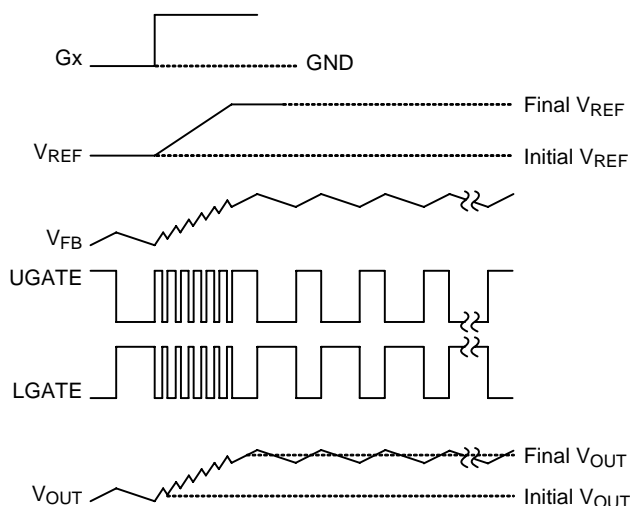 Gx
GND
Final VREF
VREF
Initial VREF
VFB
UGATE
LGATE
Final VOUT
VOUT
Initial VOUT